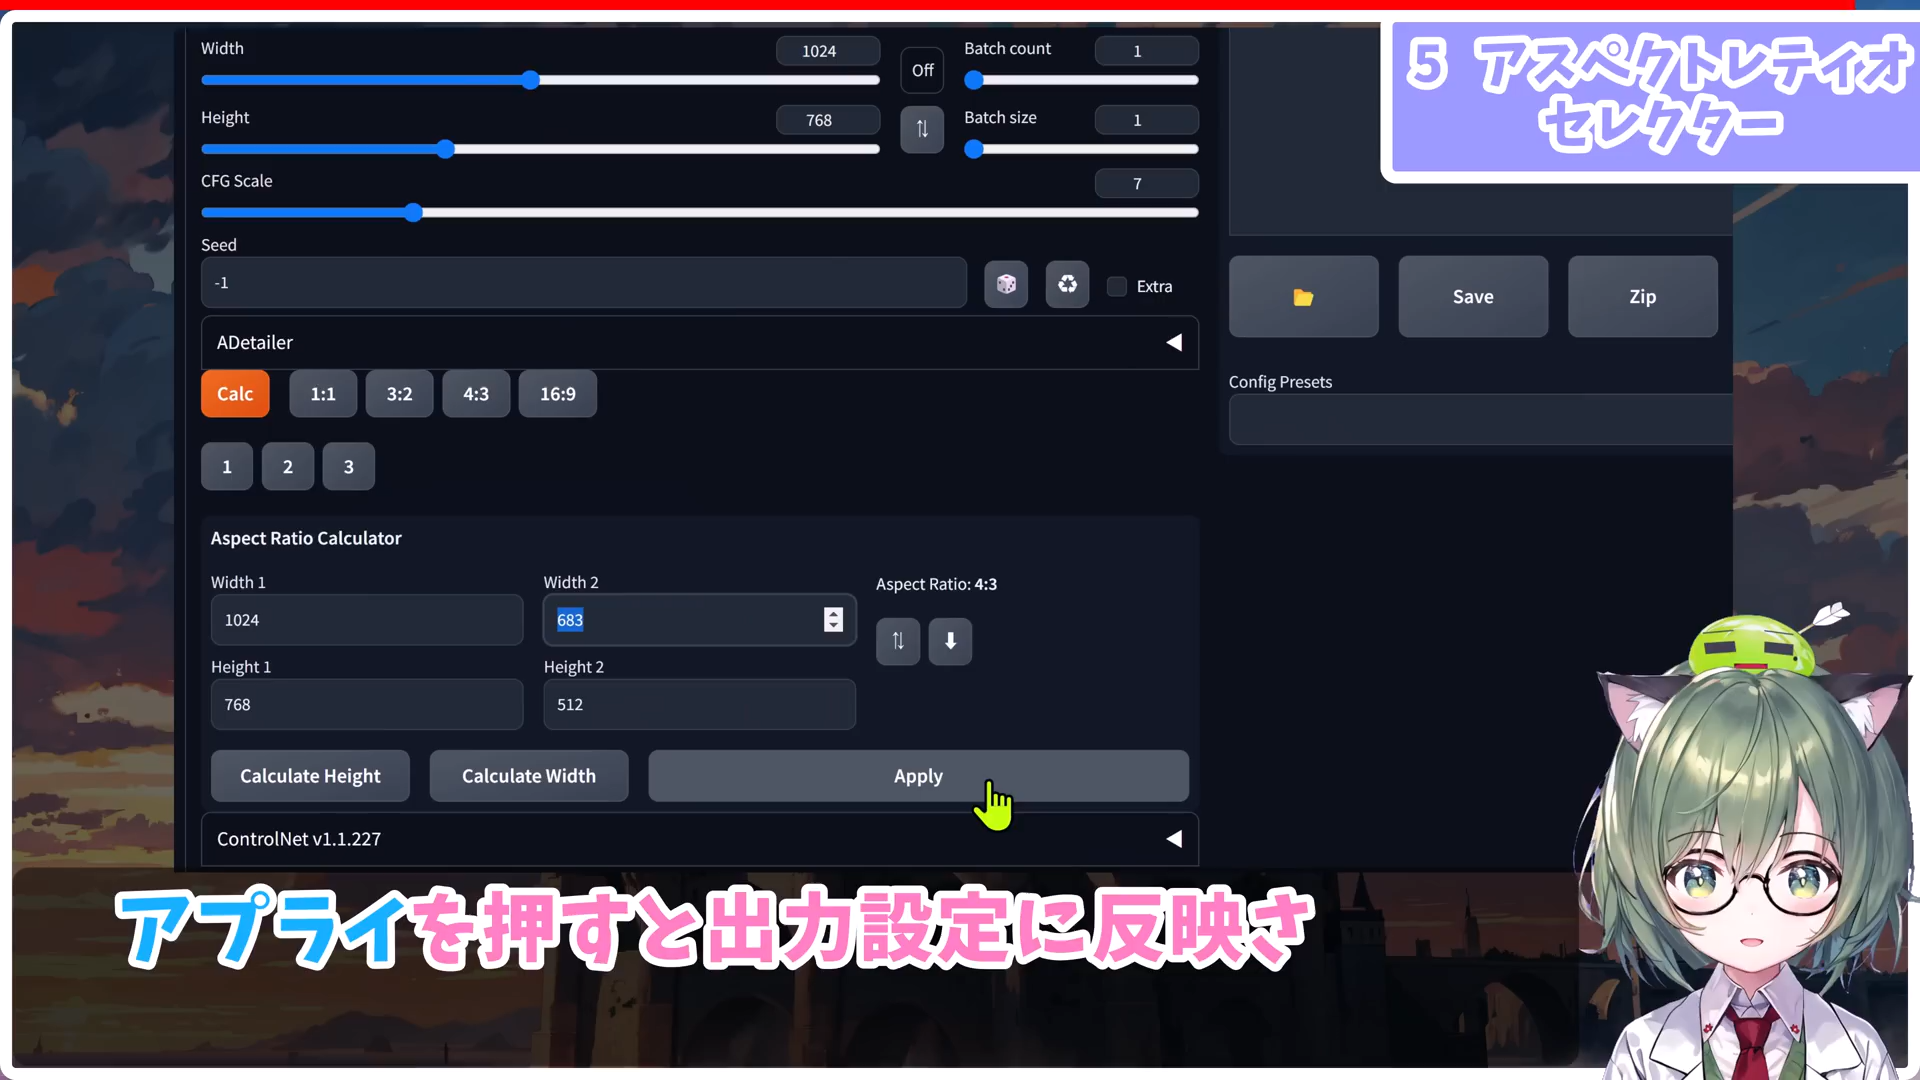 Width
1024
Off
Batch count
1
Height
768
Batch size
1
CFG Scale
7
Seed
-1
Extra
ADetailer
Calc
1:1
3:2
4:3
16:9
1
2
3
Aspect Ratio Calculator
Width 1
1024
Width 2
683
Aspect Ratio: 4:3
Height 1
768
Height 2
512
Calculate Height
Calculate Width
Apply
ControlNet v1.1.227
Save
Zip
Config Presets
5 アスペクトレティオ
セレクター
アプライを押すと出力設定に反映さ